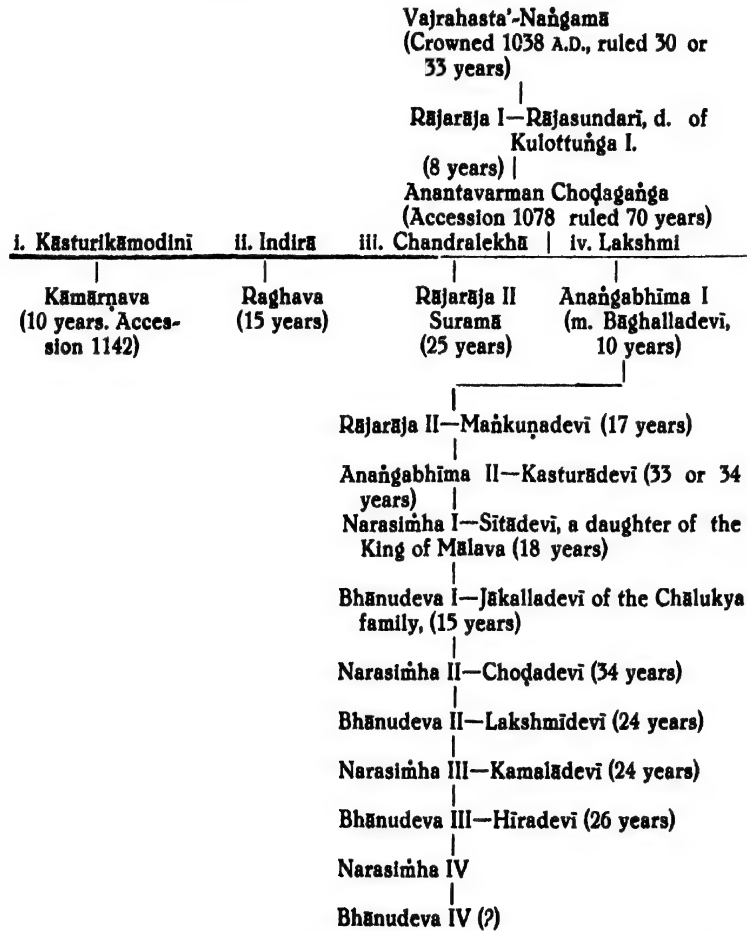 Vajrahasta'-Naṅgamā
(Crowned 1038 A.D., ruled 30 or
33 years)
Rājarāja I—Rājasundarī, d. of
Kulottuṅga I.
(8 years)
Anantavarman Choḍagaṅga
(Accession 1078 ruled 70 years)
i. Kāsturikāmodinī ii. Indirā iii. Chandralekhā iv. Lakshmi
Kāmārṇava Raghava Rājarāja II Anaṅgabhīma I
(10 years. Acces- (15 years) Suramā (m. Bāghalladevī,
sion 1142) (25 years) 10 years)
Rājarāja II—Maṅkuṇadevī (17 years)
Anaṅgabhīma II—Kasturādevī (33 or 34
years)
Narasiṁha I—Sītādevī, a daughter of the
King of Mālava (18 years)
Bhānudeva I—Jākalladevī of the Chālukya
family, (15 years)
Narasiṁha II—Choḍadevī (34 years)
Bhānudeva II—Lakshmīdevī (24 years)
Narasiṁha III—Kamalādevī (24 years)
Bhānudeva III—Hīradevī (26 years)
Narasiṁha IV
Bhānudeva IV (?)